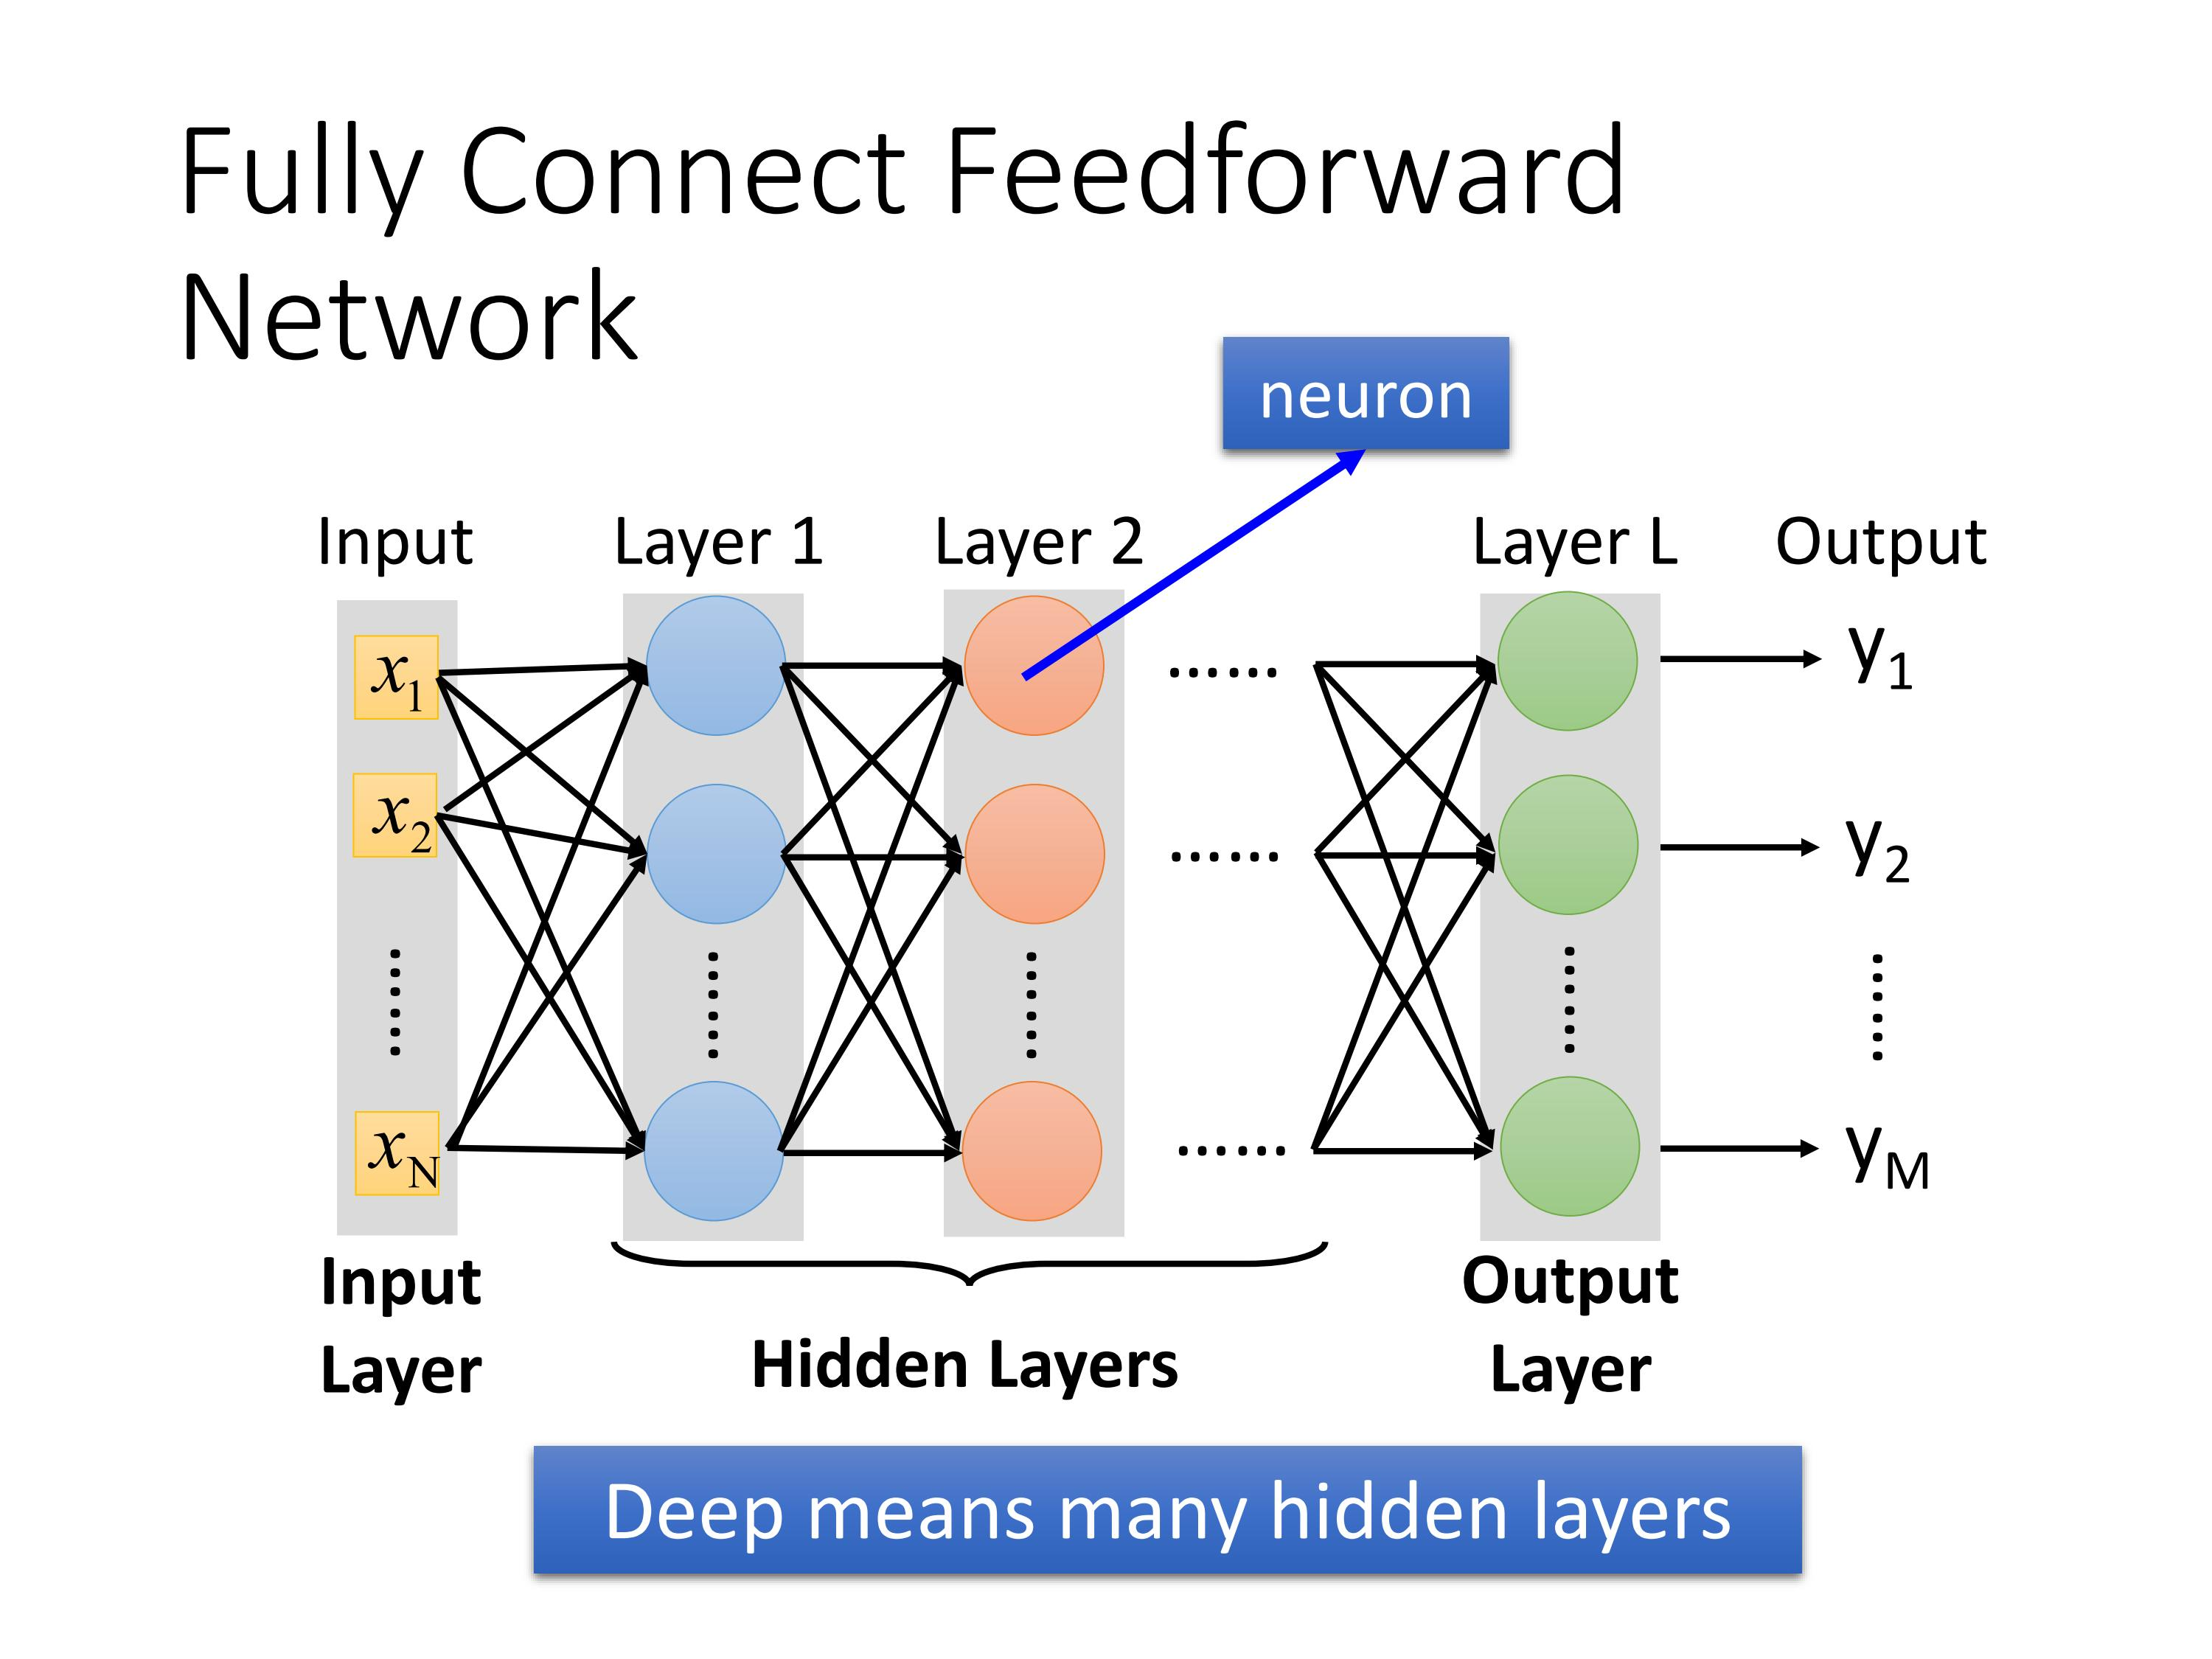 Fully Connect Feedforward
Network
neuron
Input Layer 1 Layer 2 Layer L Output
x1 …… y1
x2 …… y2
xN …… yM
Input
Layer
Hidden Layers
Output
Layer
Deep means many hidden layers